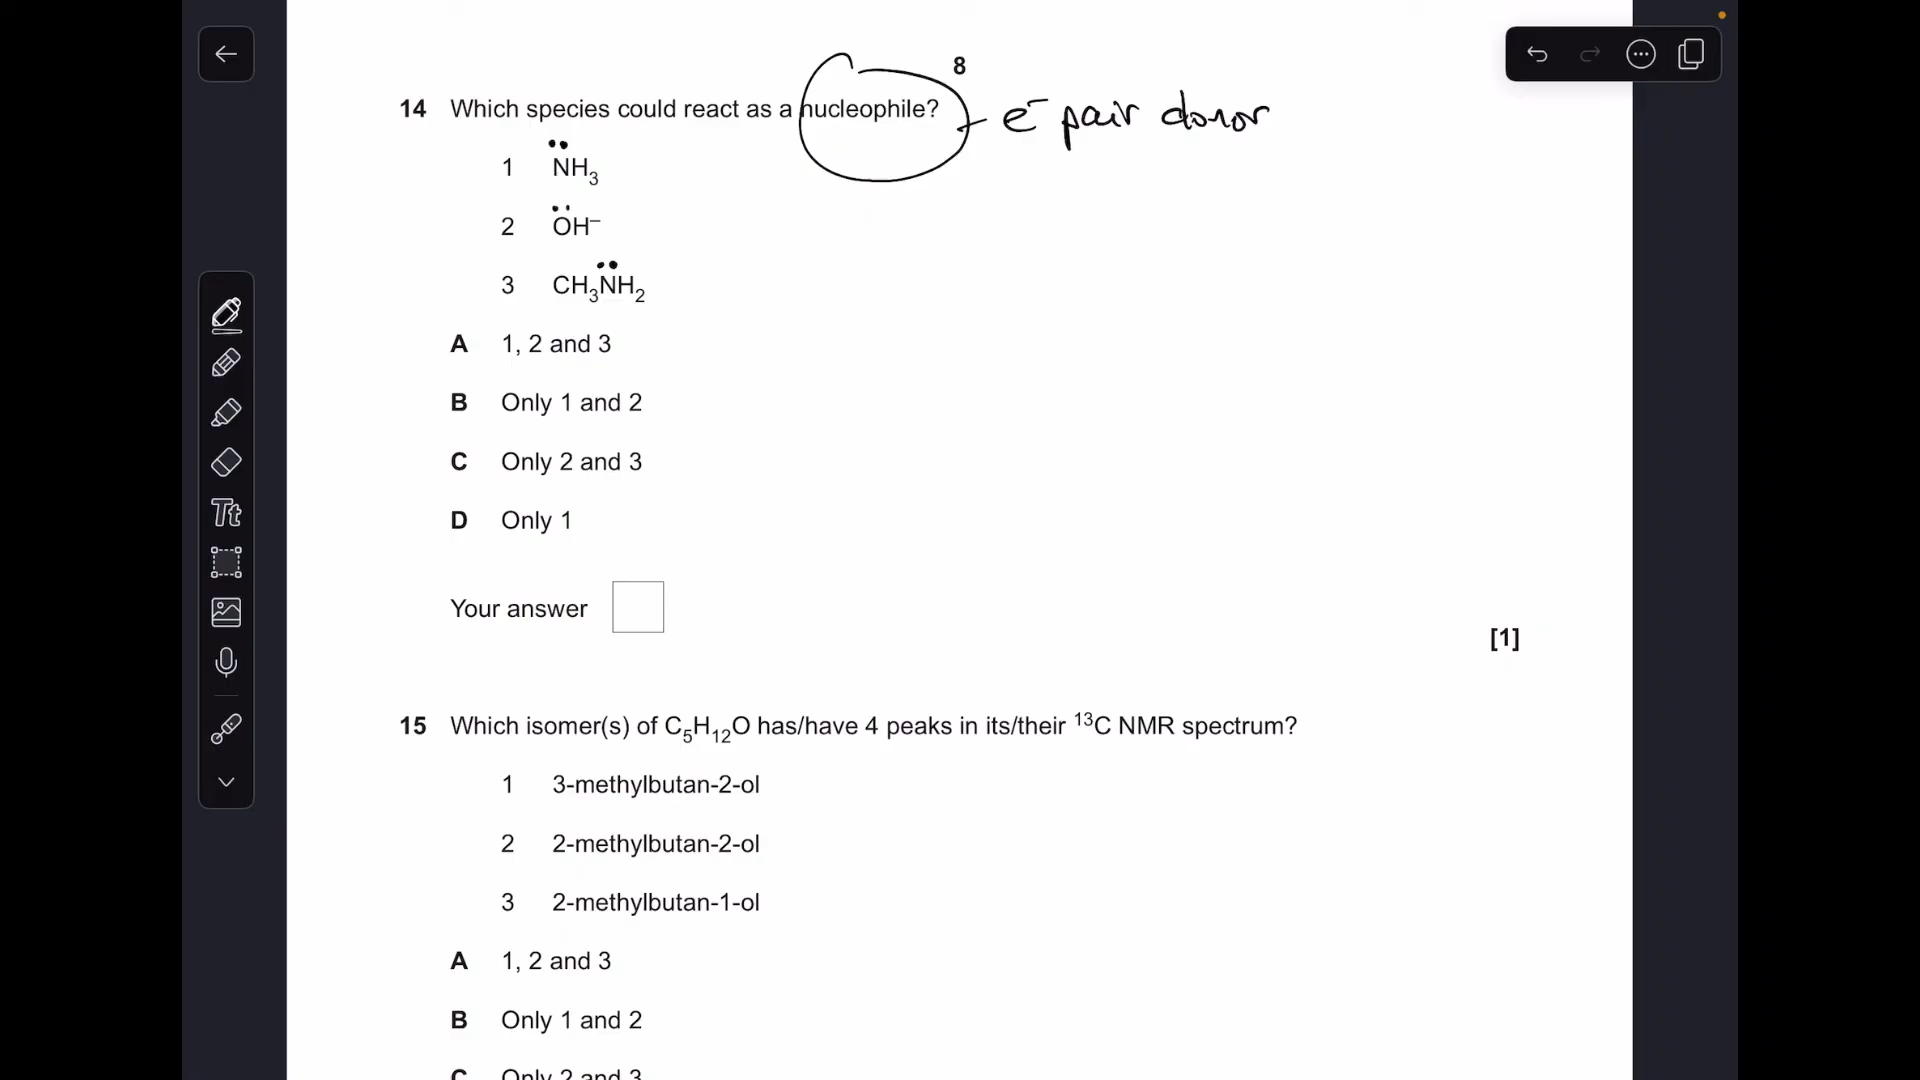 8
14 Which species could react as a nucleophile? - e⁻ pair donor
1 NH₃
2 OH⁻
3 CH₃NH₂
A 1, 2 and 3
B Only 1 and 2
C Only 2 and 3
D Only 1
Your answer
[1]
15 Which isomer(s) of C₅H₁₂O has/have 4 peaks in its/their ¹³C NMR spectrum?
1 3-methylbutan-2-ol
2 2-methylbutan-2-ol
3 2-methylbutan-1-ol
A 1, 2 and 3
B Only 1 and 2
C Only 2 and 3
Tt